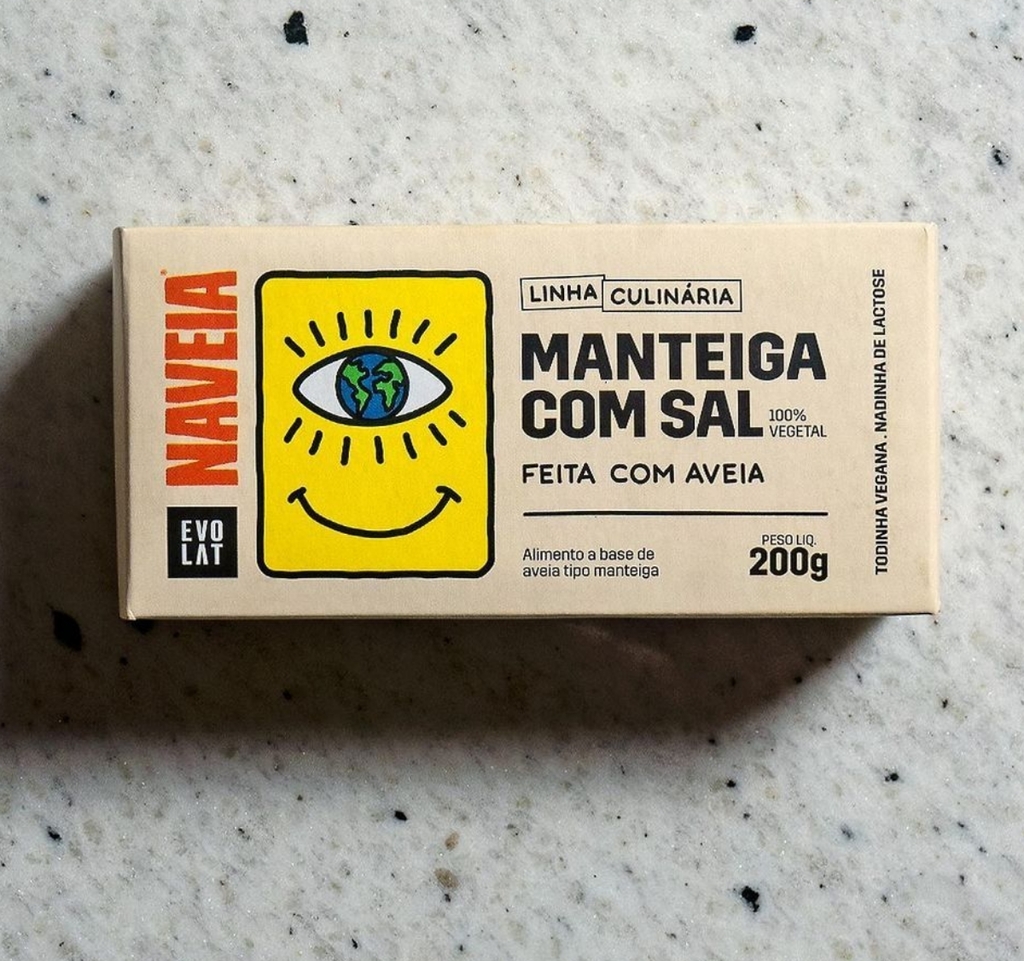 NAVEIA
EVO
LAT
LINHA CULINÁRIA
MANTEIGA
COM SAL
100%
VEGETAL
FEITA COM AVEIA
Alimento a base de
aveia tipo manteiga
PESO LIQ.
200g
TODINHA VEGANA. NADINHA DE LACTOSE